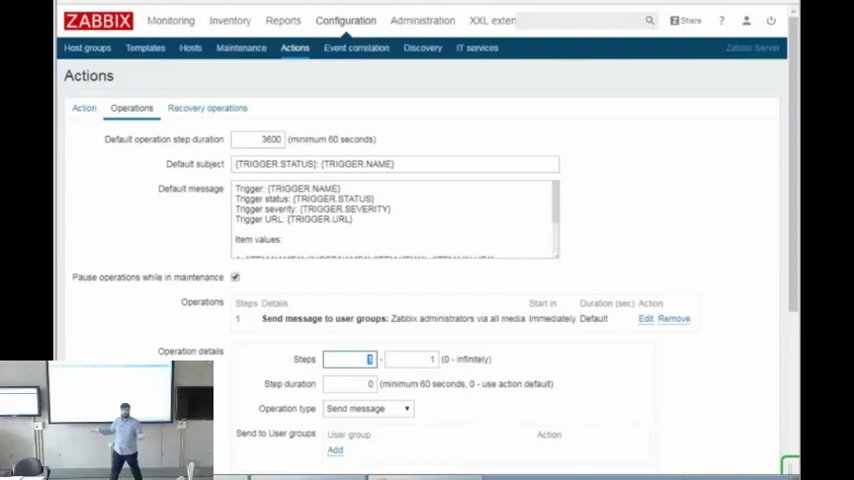 ZABBIX Monitoring Inventory Reports Configuration Administration XXL exten Share ?
Host groups Templates Hosts Maintenance Actions Event correlation Discovery IT services Zabbix Server
Actions
Action Operations Recovery operations
Default operation step duration 3600 (minimum 60 seconds)
Default subject {TRIGGER.STATUS}: {TRIGGER.NAME}
Default message Trigger: {TRIGGER.NAME}
Trigger status: {TRIGGER.STATUS}
Trigger severity: {TRIGGER.SEVERITY}
Trigger URL: {TRIGGER.URL}
Item values:
Pause operations while in maintenance
Operations Steps Details Start in Duration (sec) Action
1 Send message to user groups: Zabbix administrators via all media Immediately Default Edit Remove
Operation details
Steps 1 - 1 (0 - infinitely)
Step duration 0 (minimum 60 seconds, 0 - use action default)
Operation type Send message
Send to User groups User group Action
Add